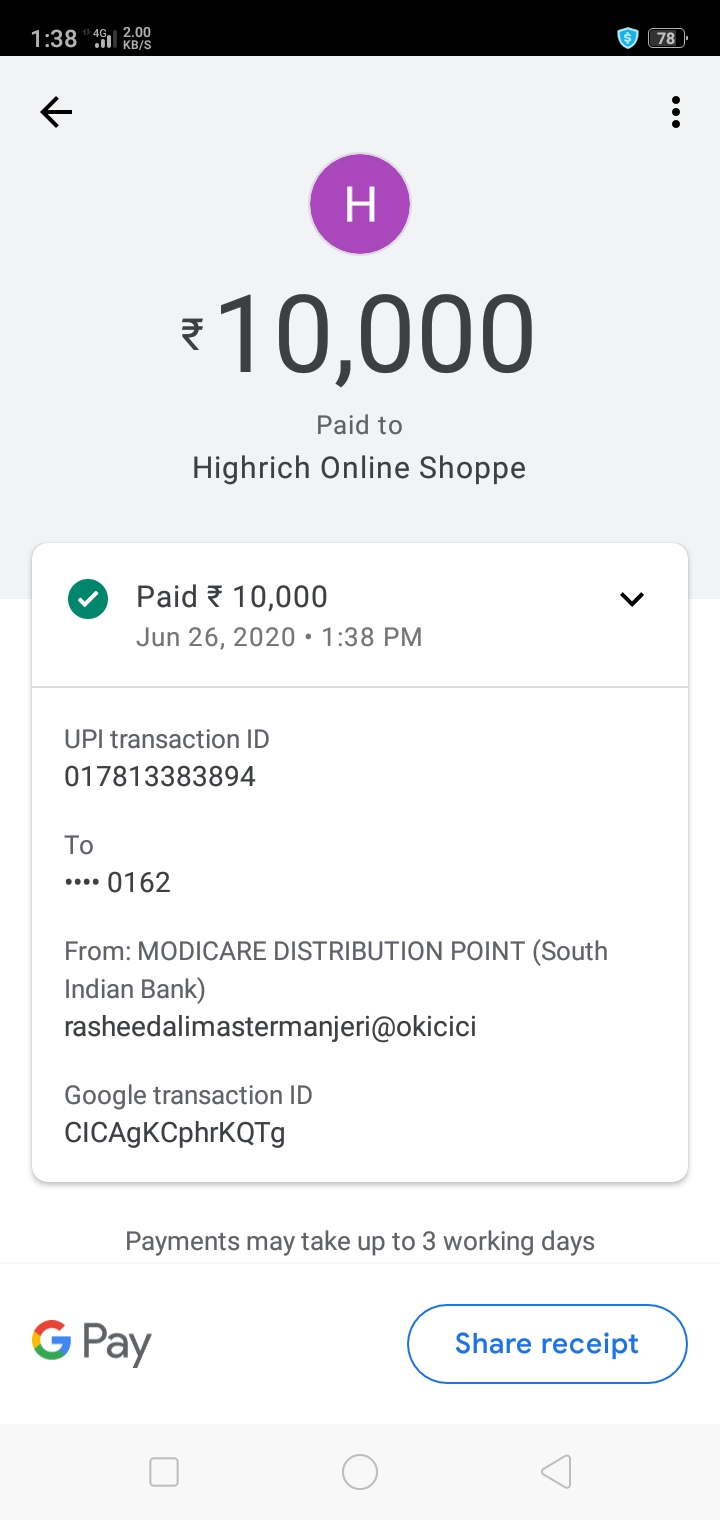 1:38 4G 2.00 KB/S 78
H
₹10,000
Paid to
Highrich Online Shoppe
Paid ₹ 10,000
Jun 26, 2020 • 1:38 PM
UPI transaction ID
017813383894
To
•••• 0162
From: MODICARE DISTRIBUTION POINT (South
Indian Bank)
rasheedalimastermanjeri@okicici
Google transaction ID
CICAgKCphrKQTg
Payments may take up to 3 working days
G Pay
Share receipt